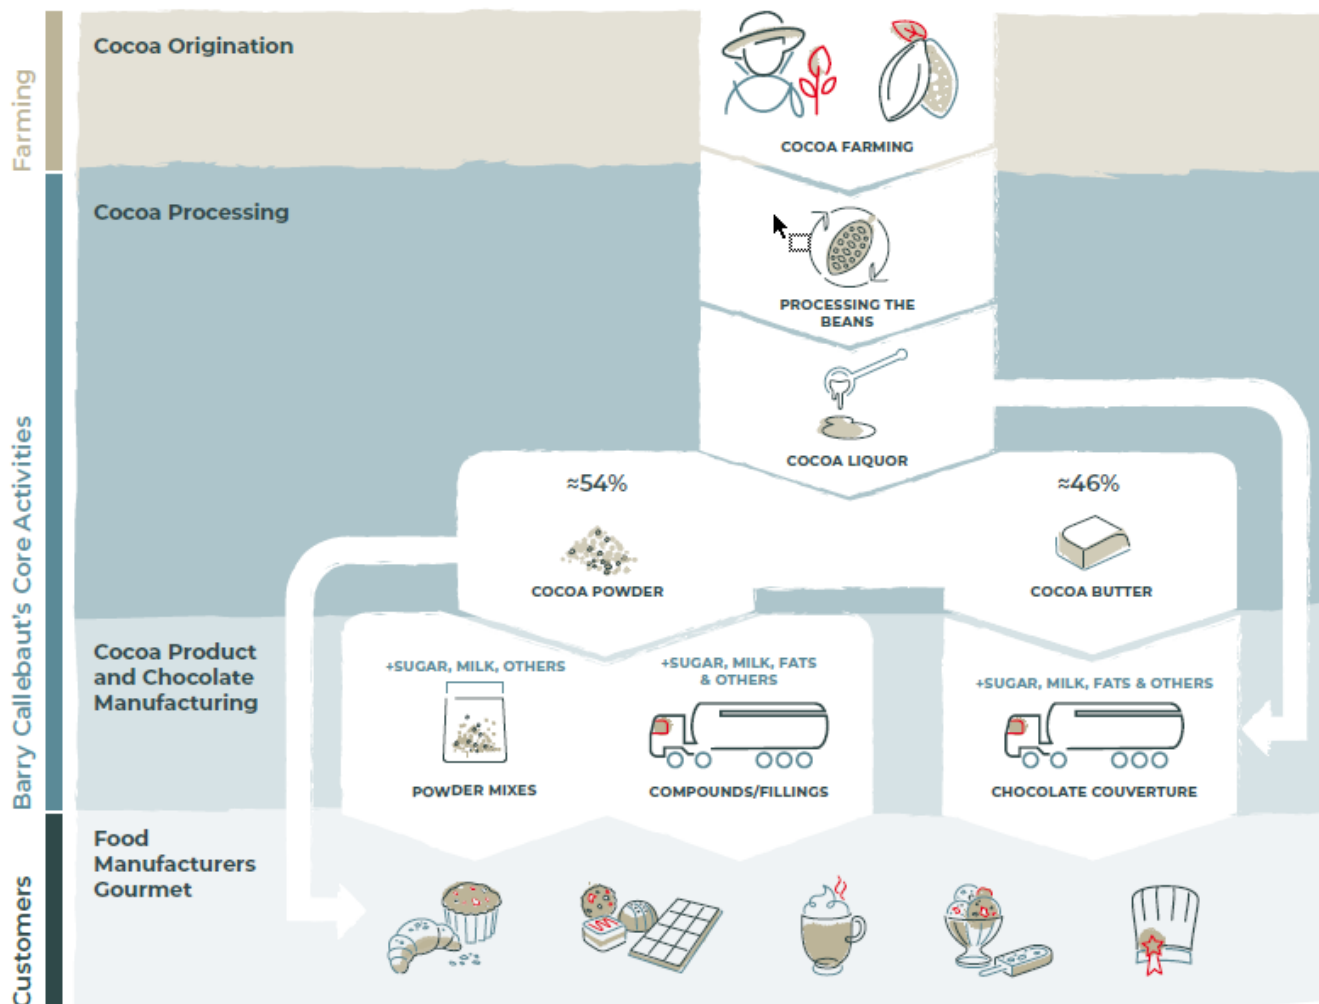 Farming
Cocoa Origination
COCOA FARMING
Barry Callebaut's Core Activities
Cocoa Processing
PROCESSING THE
BEANS
COCOA LIQUOR
≈54%
≈46%
COCOA POWDER
COCOA BUTTER
Cocoa Product
and Chocolate
Manufacturing
+SUGAR, MILK, OTHERS
+SUGAR, MILK, FATS
& OTHERS
+SUGAR, MILK, FATS & OTHERS
POWDER MIXES
COMPOUNDS/FILLINGS
CHOCOLATE COUVERTURE
Customers
Food
Manufacturers
Gourmet